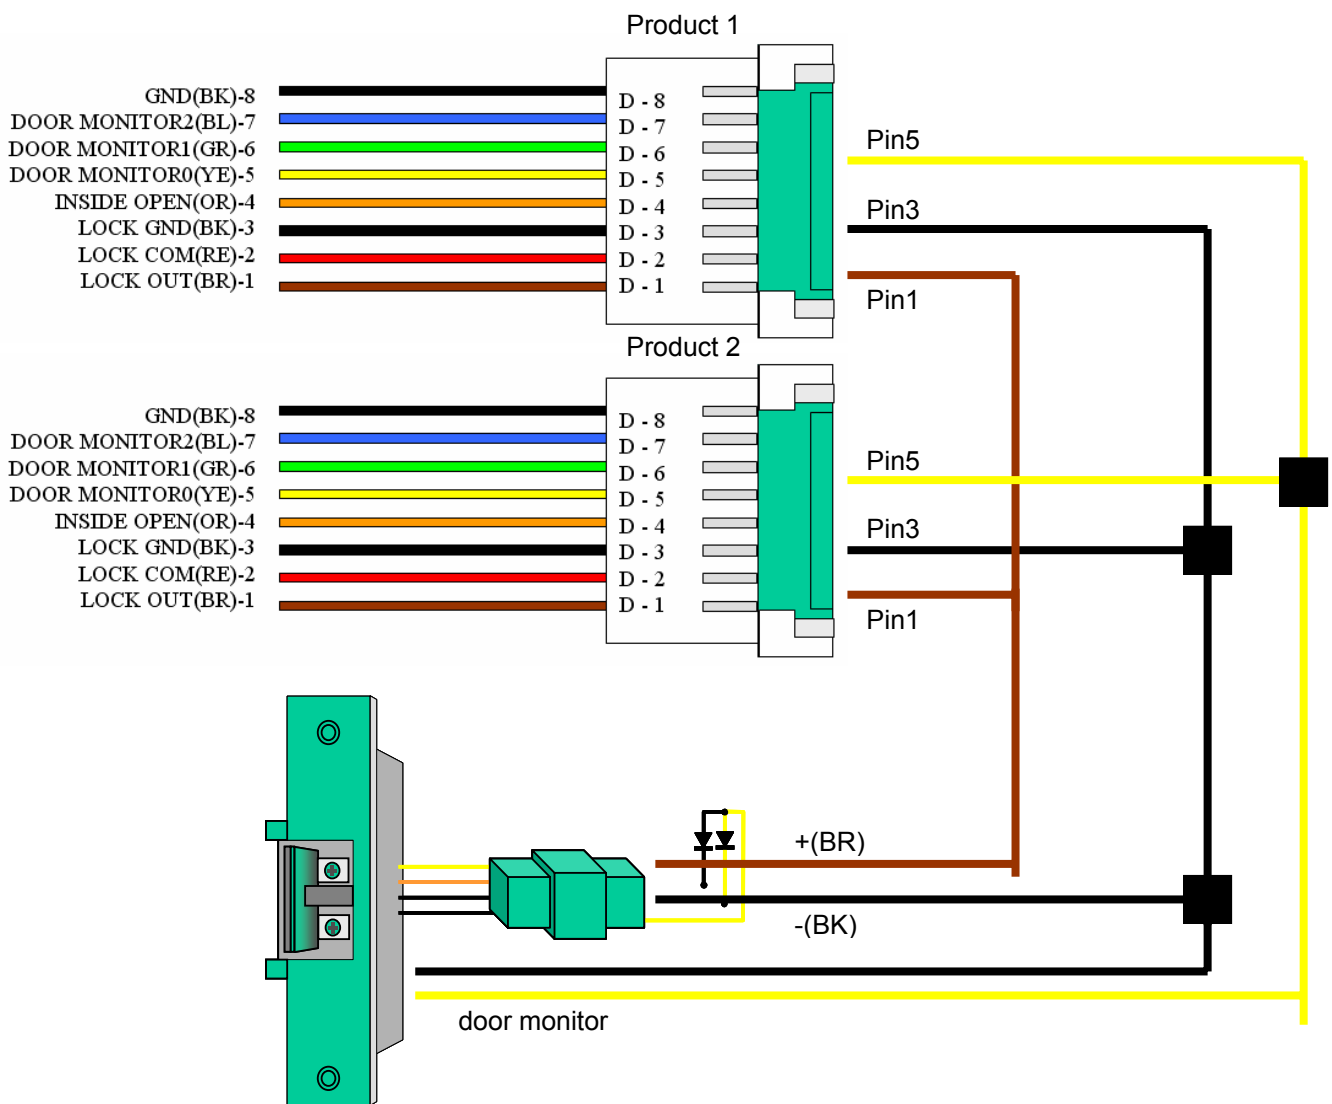 Product 1
GND(BK)-8
DOOR MONITOR2(BL)-7
DOOR MONITOR1(GR)-6
DOOR MONITOR0(YE)-5
INSIDE OPEN(OR)-4
LOCK GND(BK)-3
LOCK COM(RE)-2
LOCK OUT(BR)-1
D - 8
D - 7
D - 6
D - 5
D - 4
D - 3
D - 2
D - 1
Pin5
Pin3
Pin1
Product 2
GND(BK)-8
DOOR MONITOR2(BL)-7
DOOR MONITOR1(GR)-6
DOOR MONITOR0(YE)-5
INSIDE OPEN(OR)-4
LOCK GND(BK)-3
LOCK COM(RE)-2
LOCK OUT(BR)-1
D - 8
D - 7
D - 6
D - 5
D - 4
D - 3
D - 2
D - 1
Pin5
Pin3
Pin1
+(BR)
-(BK)
door monitor